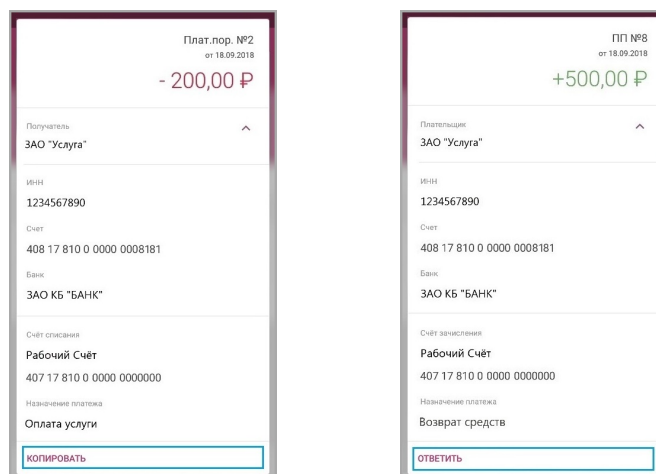 Плат.пор. №2
от 18.09.2018
- 200,00 ₽
Получатель
ЗАО "Услуга"
ИНН
1234567890
Счет
408 17 810 0 0000 0008181
Банк
ЗАО КБ "БАНК"
Счёт списания
Рабочий Счёт
407 17 810 0 0000 0000000
Назначение платежа
Оплата услуги
КОПИРОВАТЬ
ПП №8
от 18.09.2018
+500,00 ₽
Плательщик
ЗАО "Услуга"
ИНН
1234567890
Счет
408 17 810 0 0000 0008181
Банк
ЗАО КБ "БАНК"
Счёт зачисления
Рабочий Счёт
407 17 810 0 0000 0000000
Назначение платежа
Возврат средств
ОТВЕТИТЬ